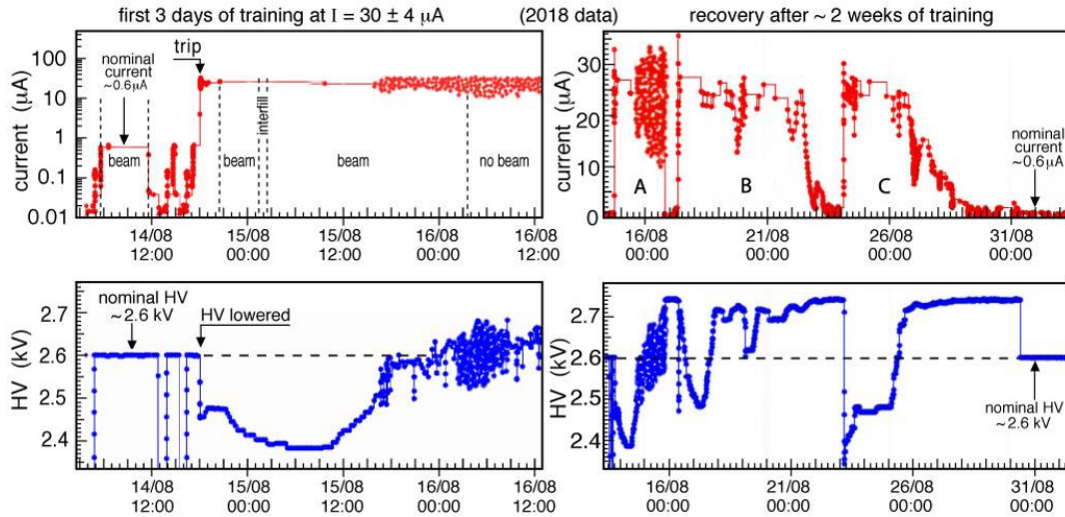 first 3 days of training at I = 30 ± 4 μA
(2018 data)
recovery after ~ 2 weeks of training
current (μA)
100
10
1
0.1
0.01
nominal
current
~0.6μA
trip
beam
beam
interfill
beam
no beam
14/08
12:00
15/08
00:00
15/08
12:00
16/08
00:00
16/08
12:00
current (μA)
30
20
10
0
A
B
C
nominal
current
~0.6μA
16/08
00:00
21/08
00:00
26/08
00:00
31/08
00:00
HV (kV)
2.7
2.6
2.5
2.4
nominal HV
~2.6 kV
HV lowered
14/08
12:00
15/08
00:00
15/08
12:00
16/08
00:00
16/08
12:00
HV (kV)
2.7
2.6
2.5
2.4
nominal HV
~2.6 kV
16/08
00:00
21/08
00:00
26/08
00:00
31/08
00:00